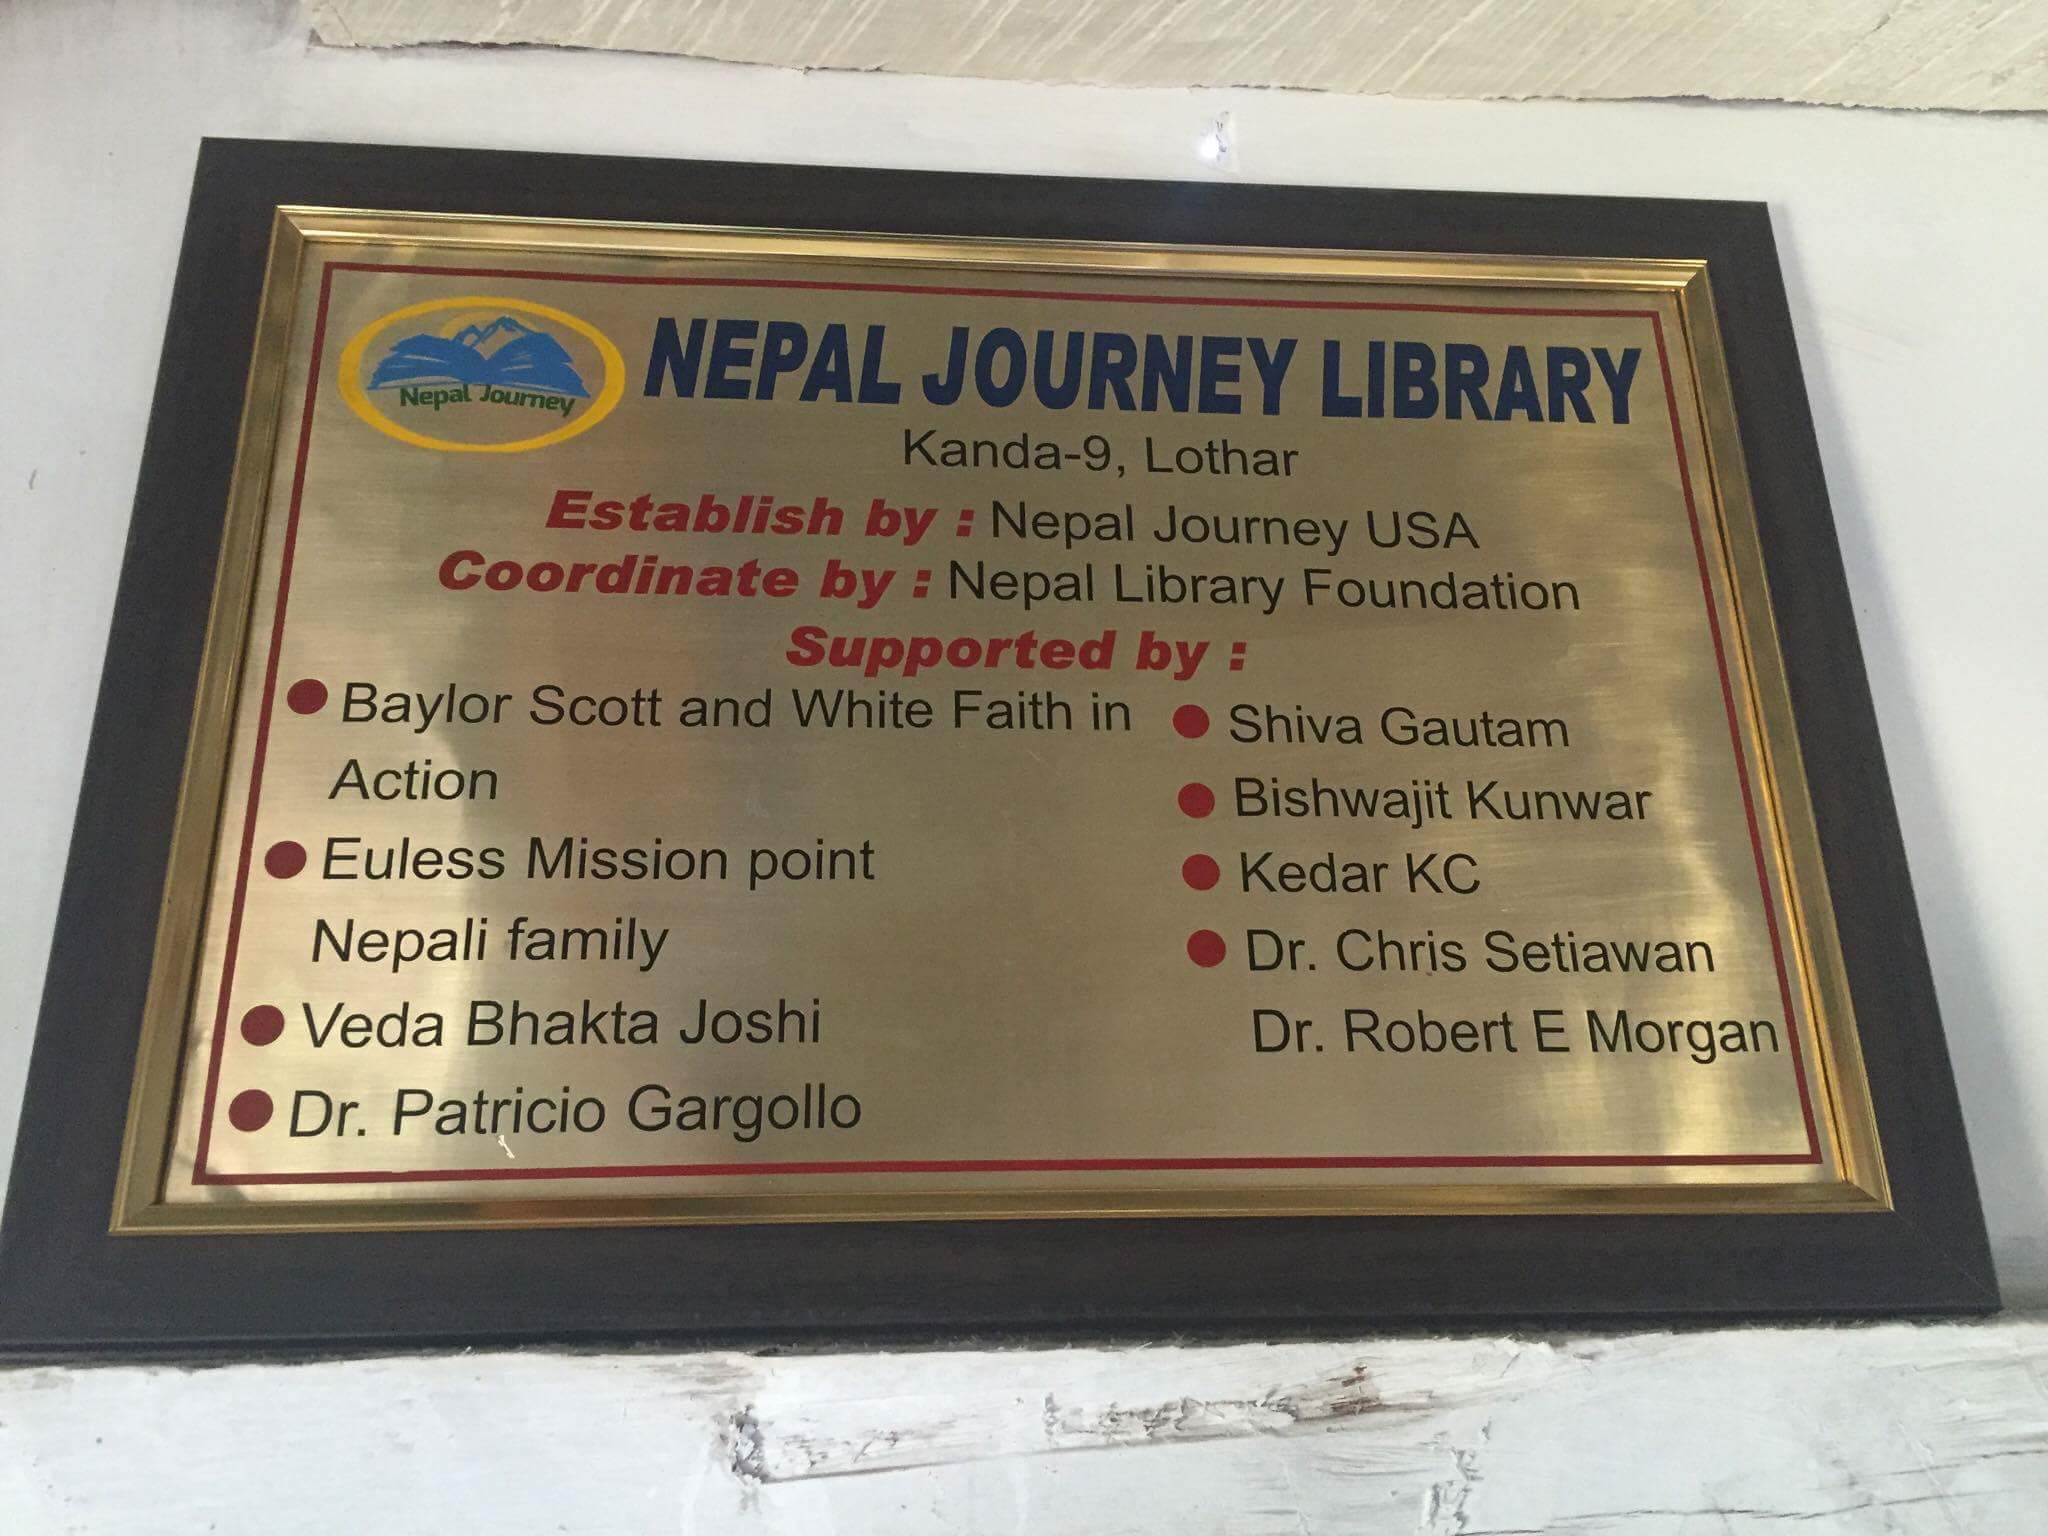 Nepal Journey
NEPAL JOURNEY LIBRARY
Kanda-9, Lothar
Establish by : Nepal Journey USA
Coordinate by : Nepal Library Foundation
Supported by :
Baylor Scott and White Faith in
Action
Euless Mission point
Nepali family
Veda Bhakta Joshi
Dr. Patricio Gargollo
Shiva Gautam
Bishwajit Kunwar
Kedar KC
Dr. Chris Setiawan
Dr. Robert E Morgan